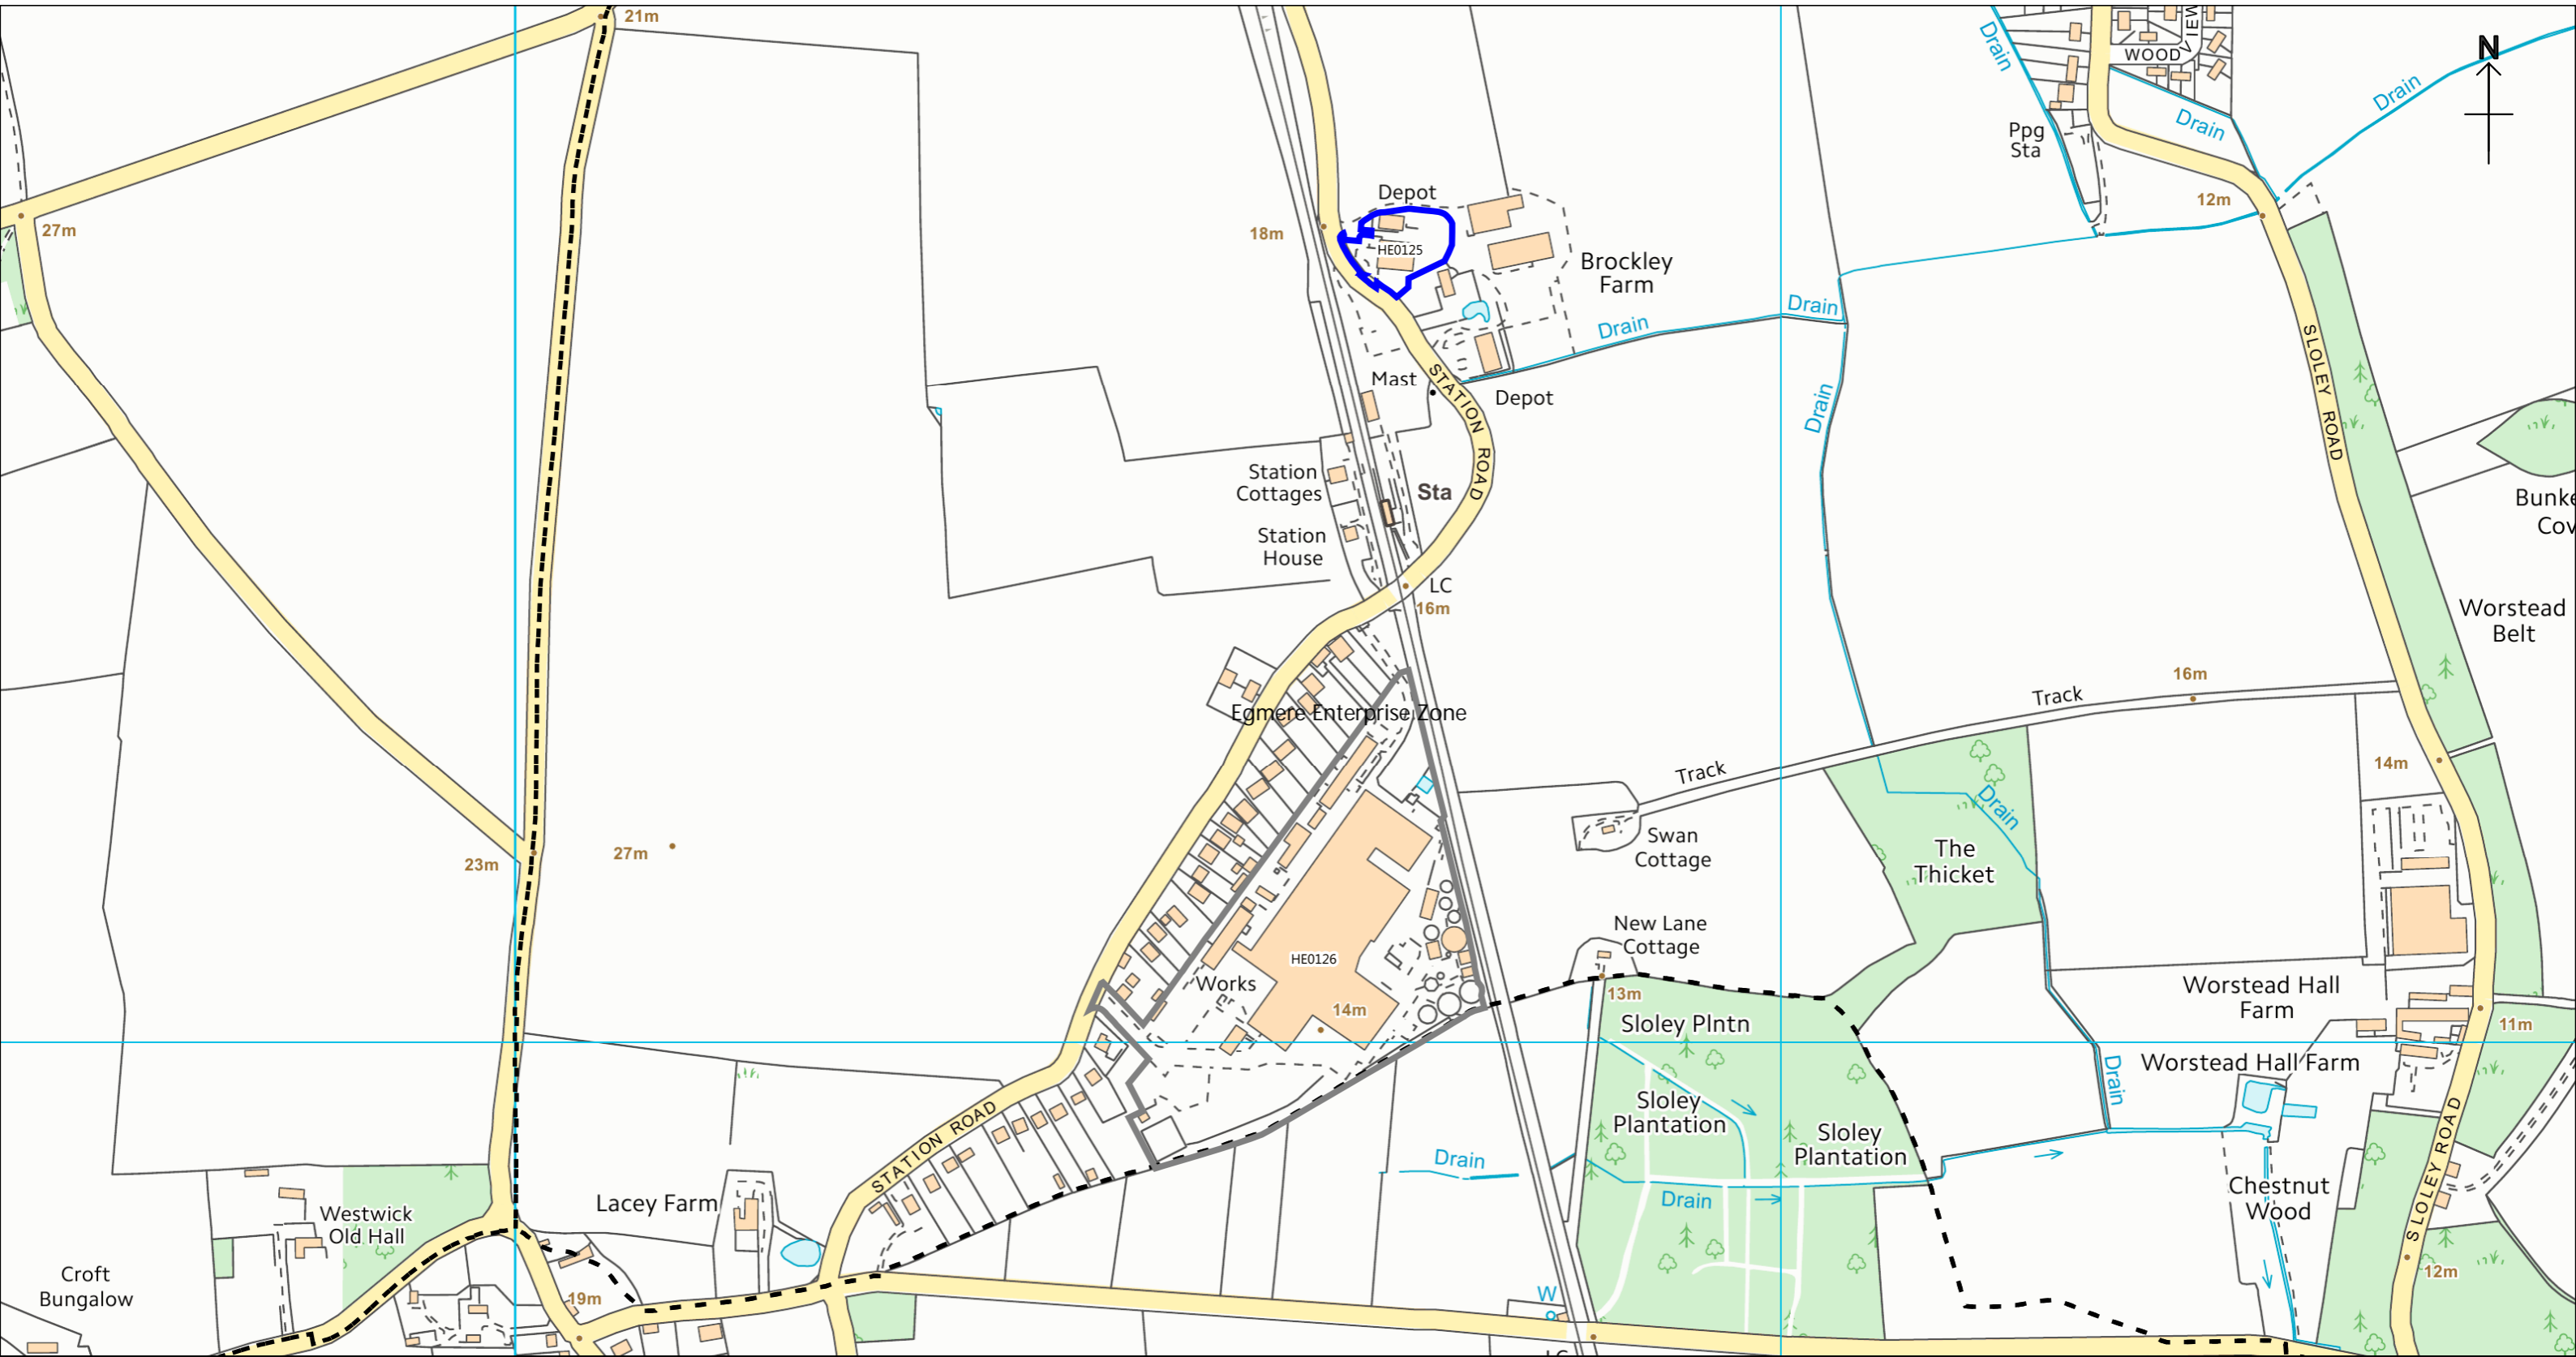 21m
WOOD
VIEW
N
Drain
Drain
Drain
Ppg
Sta
27m
Depot
12m
18m
HE0125
Brockley
Farm
Drain
Drain
SLOLEY ROAD
Mast
STATION ROAD
Depot
Drain
Station
Cottages
Sta
Bunke
Cov
Station
House
LC
16m
Worstead
Belt
16m
Track
Egmere Enterprise Zone
14m
Track
Drain
Swan
Cottage
The
Thicket
23m
27m
New Lane
Cottage
HE0126
Works
13m
14m
Worstead Hall
Farm
11m
Sloley Plntn
Worstead Hall Farm
Drain
Sloley
Plantation
STATION ROAD
Sloley
Plantation
Drain
Drain
SLOLEY ROAD
Lacey Farm
Westwick
Old Hall
Chestnut
Wood
Croft
Bungalow
19m
W
12m
LC